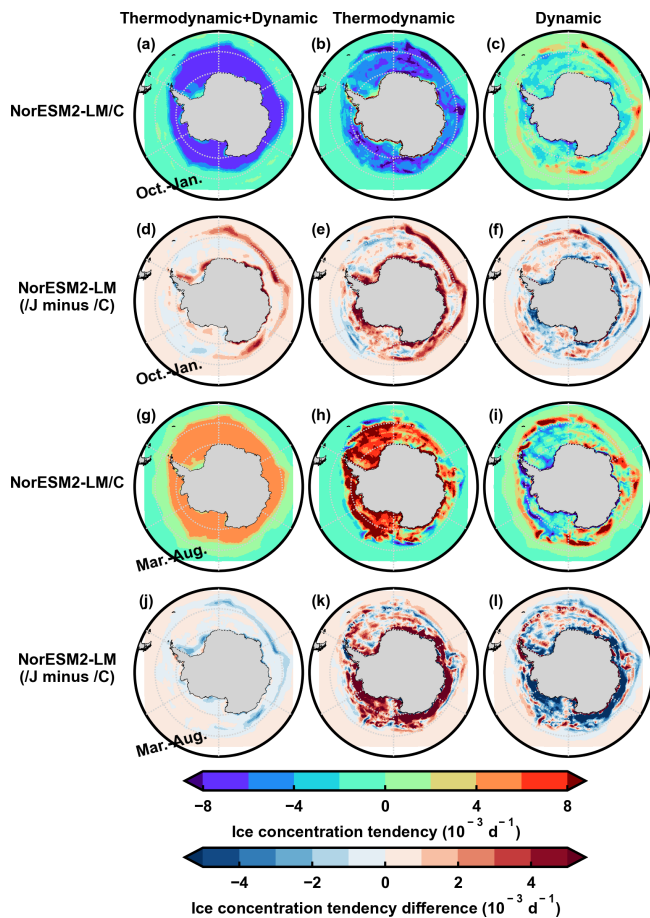 Thermodynamic+Dynamic Thermodynamic Dynamic
(a) (b) (c)
NorESM2-LM/C
Oct.-Jan.
(d) (e) (f)
NorESM2-LM
(/J minus /C)
Oct.-Jan.
(g) (h) (i)
NorESM2-LM/C
Mar.-Aug.
(j) (k) (l)
NorESM2-LM
(/J minus /C)
Mar.-Aug.
−8 −4 0 4 8
Ice concentration tendency (10⁻³ d⁻¹)
−4 −2 0 2 4
Ice concentration tendency difference (10⁻³ d⁻¹)